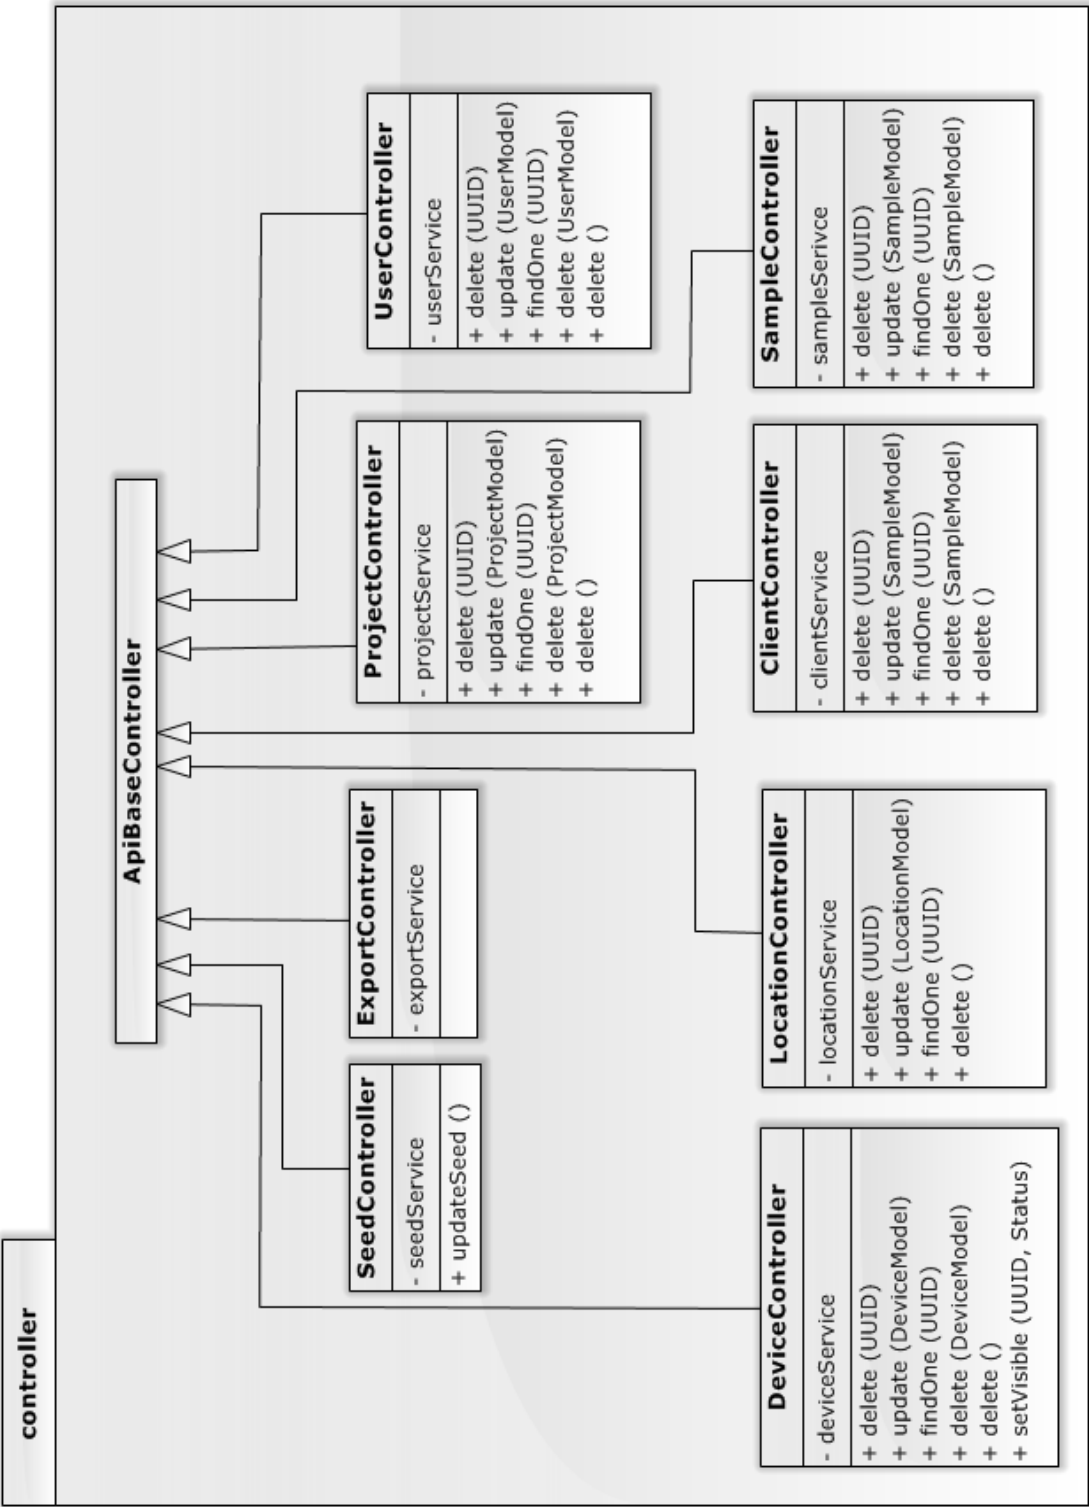 controller
ApiBaseController
SeedController
- seedService
+ updateSeed ()
ExportController
- exportService
ProjectController
- projectService
+ delete (UUID)
+ update (ProjectModel)
+ findOne (UUID)
+ delete (ProjectModel)
+ delete ()
UserController
- userService
+ delete (UUID)
+ update (UserModel)
+ findOne (UUID)
+ delete (UserModel)
+ delete ()
DeviceController
- deviceService
+ delete (UUID)
+ update (DeviceModel)
+ findOne (UUID)
+ delete (DeviceModel)
+ delete ()
+ setVisible (UUID, Status)
LocationController
- locationService
+ delete (UUID)
+ update (LocationModel)
+ findOne (UUID)
+ delete ()
ClientController
- clientService
+ delete (UUID)
+ update (SampleModel)
+ findOne (UUID)
+ delete (SampleModel)
+ delete ()
SampleController
- sampleSerivce
+ delete (UUID)
+ update (SampleModel)
+ findOne (UUID)
+ delete (SampleModel)
+ delete ()